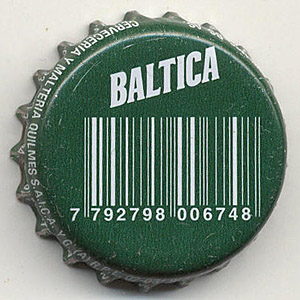 BALTICA
7 792798 006748
CERVECERIA Y MALTERIA QUILMES S.A.I.C.A. Y G.